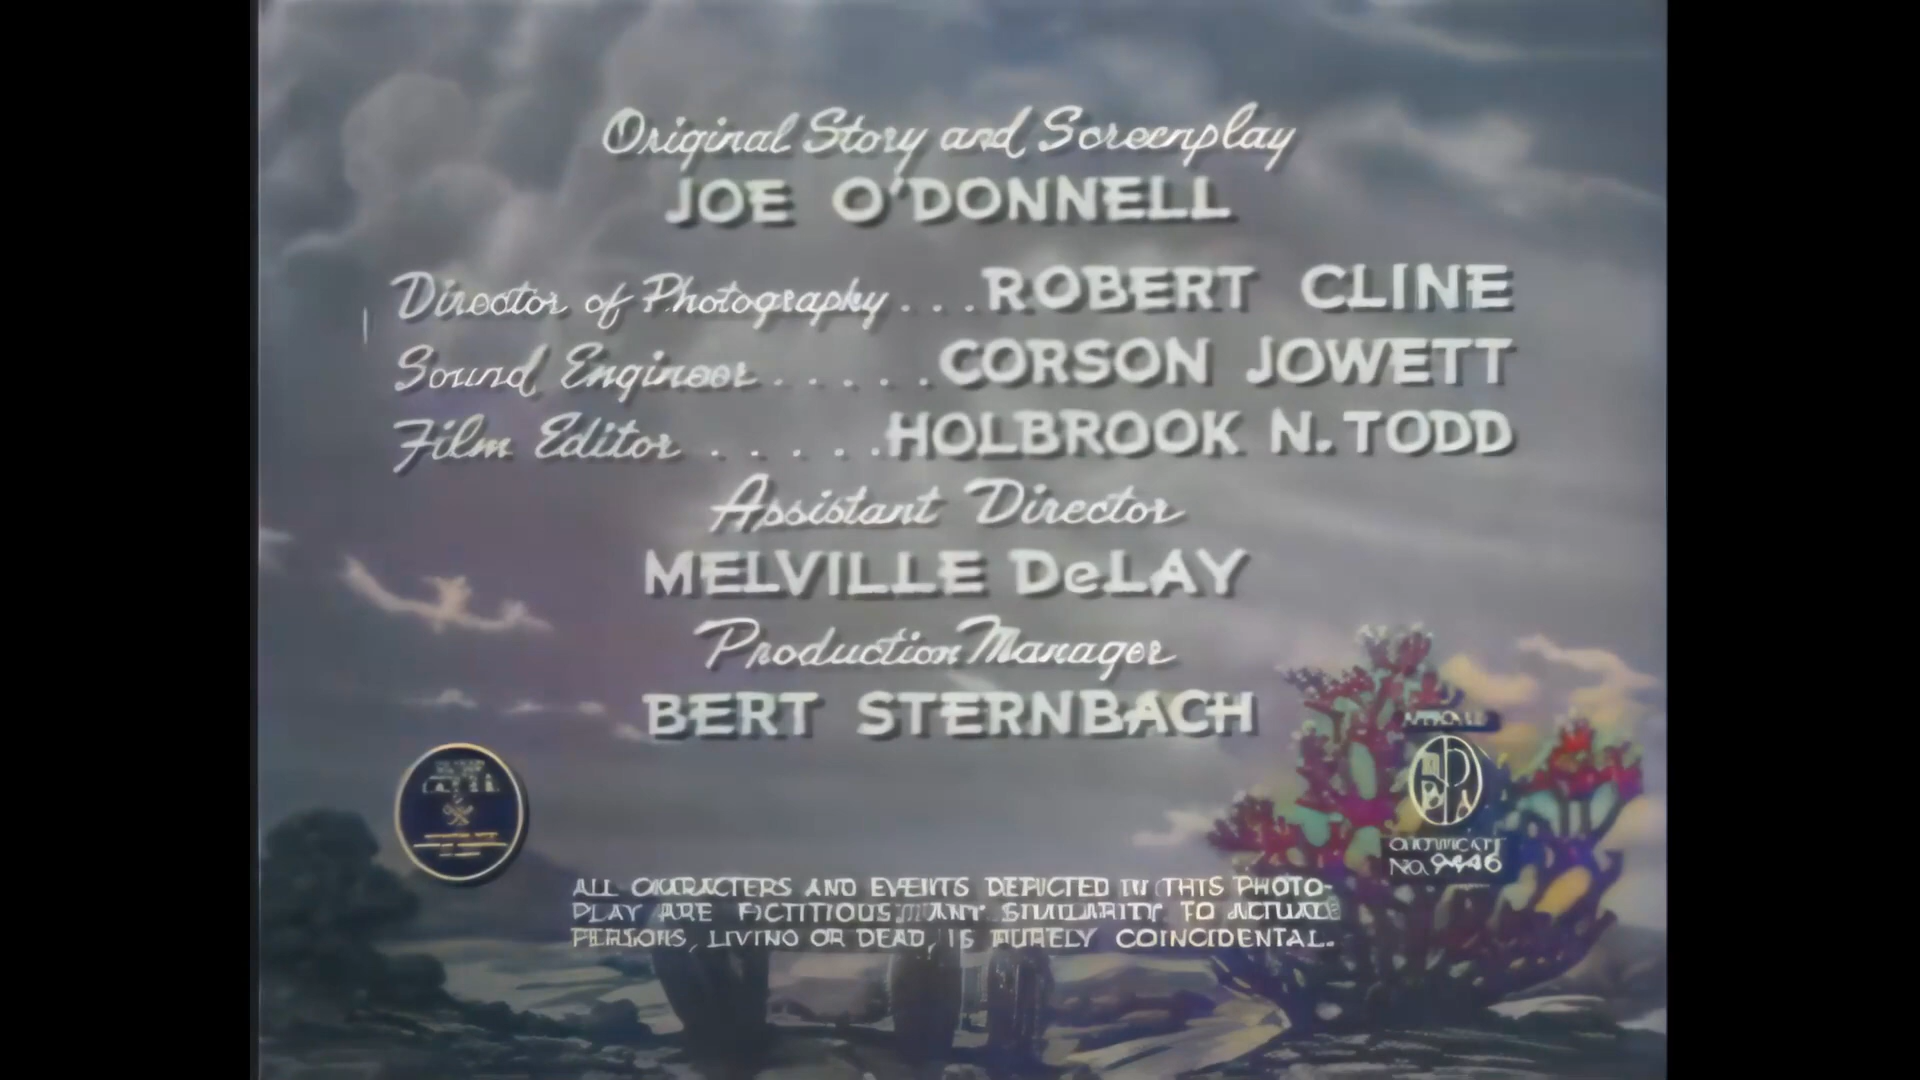 Original Story and Screenplay
JOE O'DONNELL
Director of Photography...ROBERT CLINE
Sound Engineer.....CORSON JOWETT
Film Editor.....HOLBROOK N. TODD
Assistant Director
MELVILLE DeLAY
Production Manager
BERT STERNBACH
No.
ALL CHARACTERS AND EVENTS DEPICTED IN THIS PHOTO-
PLAY ARE FICTITIOUS. ANY SIMILARITY TO ACTUAL
PERSONS, LIVING OR DEAD, IS PURELY COINCIDENTAL.